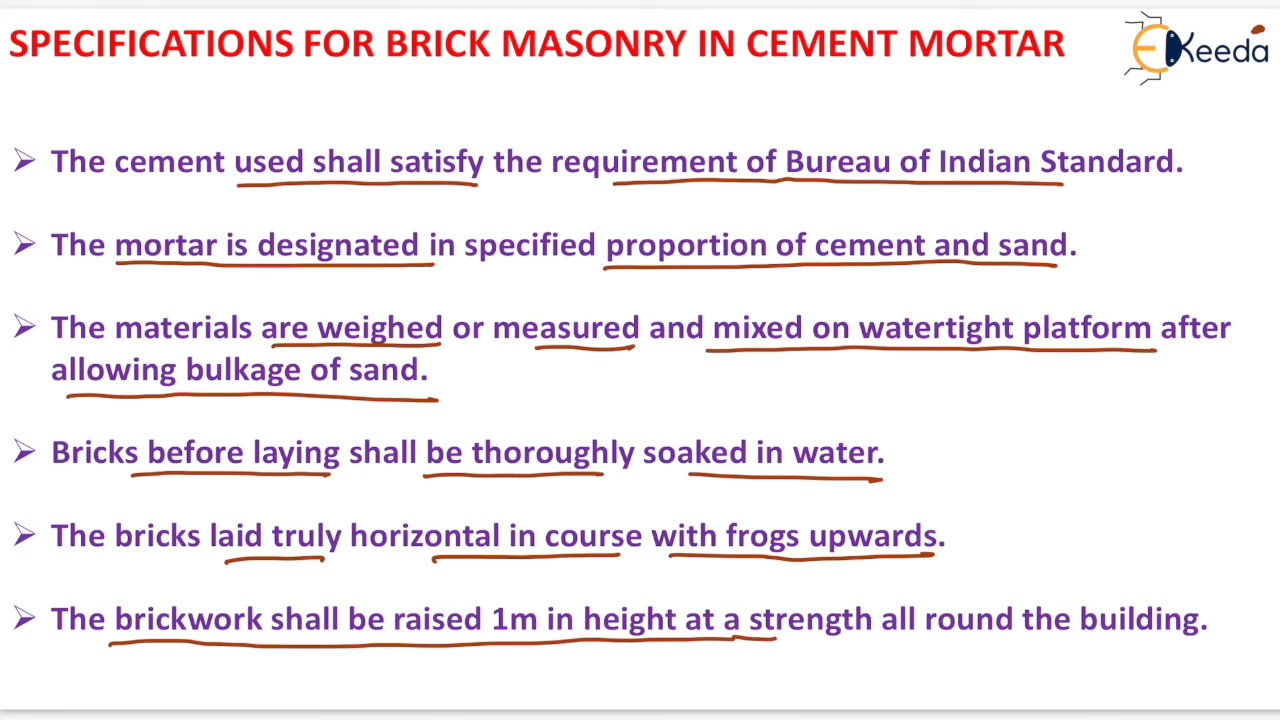 SPECIFICATIONS FOR BRICK MASONRY IN CEMENT MORTAR
EKeeda
➢ The cement used shall satisfy the requirement of Bureau of Indian Standard.
➢ The mortar is designated in specified proportion of cement and sand.
➢ The materials are weighed or measured and mixed on watertight platform after
allowing bulkage of sand.
➢ Bricks before laying shall be thoroughly soaked in water.
➢ The bricks laid truly horizontal in course with frogs upwards.
➢ The brickwork shall be raised 1m in height at a strength all round the building.